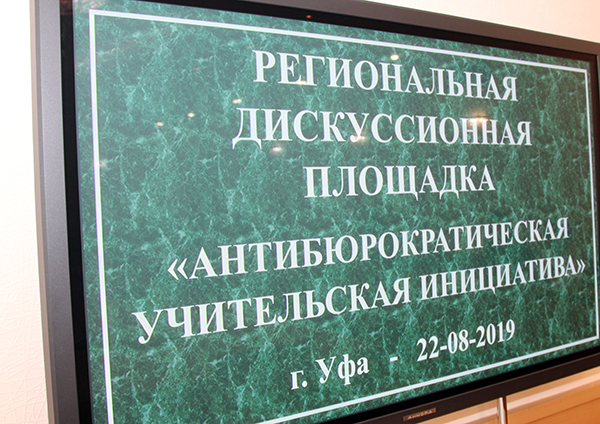 РЕГИОНАЛЬНАЯ
ДИСКУССИОННАЯ
ПЛОЩАДКА
«АНТИБЮРОКРАТИЧЕСКАЯ
УЧИТЕЛЬСКАЯ ИНИЦИАТИВА»
г. Уфа - 22-08-2019